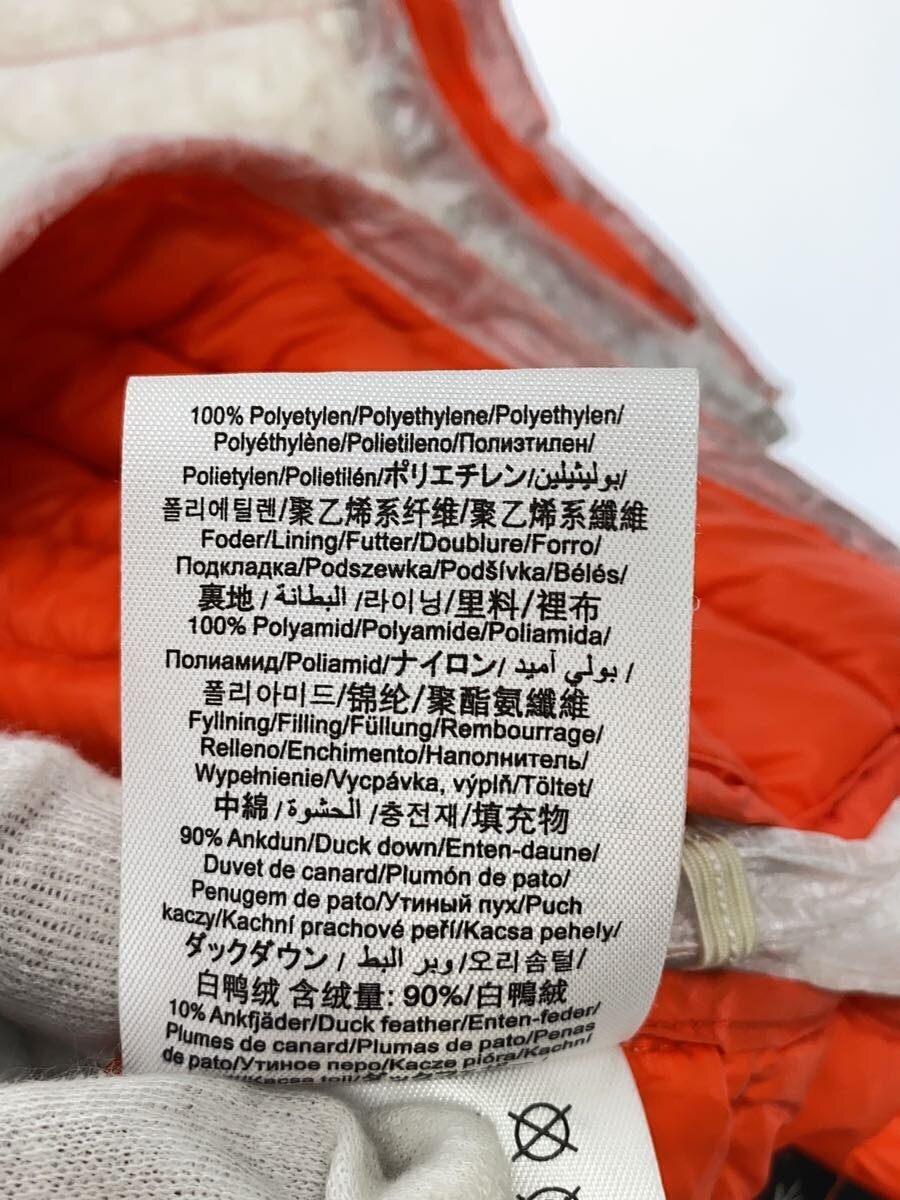 100% Polyetylen/Polyethylene/Polyethylen/
Polyéthylène/Polietileno/Полиэтилен/
Polietylen/Polietilén/ポリエチレン/بوليثيلين/
폴리에틸렌/聚乙烯系纤维/聚乙烯系纖維
Foder/Lining/Futter/Doublure/Forro/
Подкладка/Podszewka/Podšívka/Bélés/
裏地/البطانة/라이닝/里料/裡布
100% Polyamid/Polyamide/Poliamida/
Полиамид/Poliamid/ナイロン/بولي آميد/
폴리아미드/锦纶/聚酯氨纖維
Fyllning/Filling/Füllung/Rembourrage/
Relleno/Enchimento/Наполнитель/
Wypełnienie/Vycpávka, výplň/Töltet/
中綿/الحشوة/충전재/填充物
90% Ankdun/Duck down/Enten-daune/
Duvet de canard/Plumón de pato/
Penugem de pato/Утиный пух/Puch
kaczy/Kachní prachové peří/Kacsa pehely/
ダックダウン/وبر البط/오리솜털/
白鸭绒 含绒量: 90%/白鴨絨
10% Ankfjäder/Duck feather/Enten-feder/
Plumes de canard/Plumas de pato/Penas
de pato/Утиное перо/Kacze pióra/Kachní